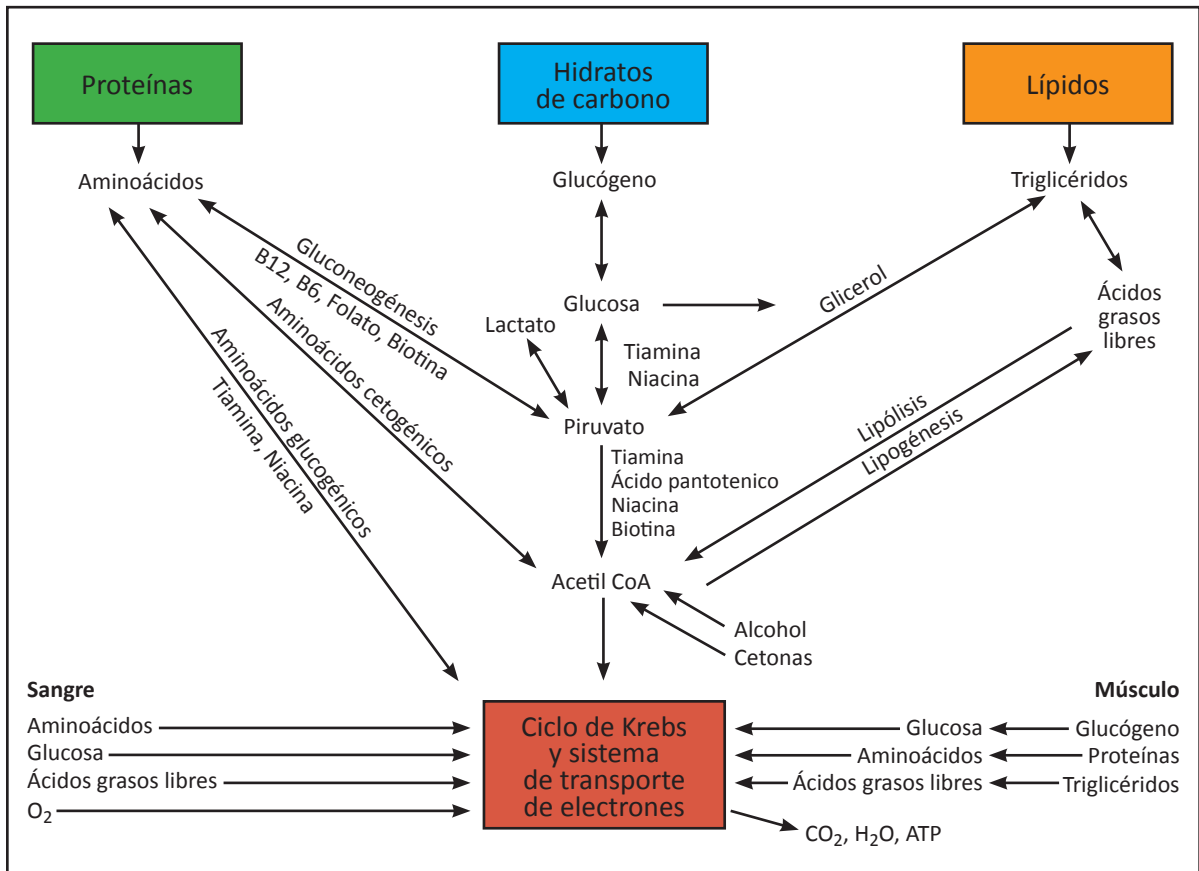 Proteínas
Hidratos
de carbono
Lípidos
Aminoácidos
Glucógeno
Triglicéridos
Gluconeogénesis
B12, B6, Folato, Biotina
Aminoácidos cetogénicos
Aminoácidos glucogénicos
Tiamina, Niacina
Glucosa
Lactato
Tiamina
Niacina
Glicerol
Ácidos
grasos
libres
Piruvato
Lipólisis
Lipogénesis
Tiamina
Ácido pantotenico
Niacina
Biotina
Acetil CoA
Alcohol
Cetonas
Sangre
Aminoácidos
Glucosa
Ácidos grasos libres
O₂
Ciclo de Krebs
y sistema
de transporte
de electrones
Músculo
Glucosa Glucógeno
Aminoácidos Proteínas
Ácidos grasos libres Triglicéridos
CO₂, H₂O, ATP